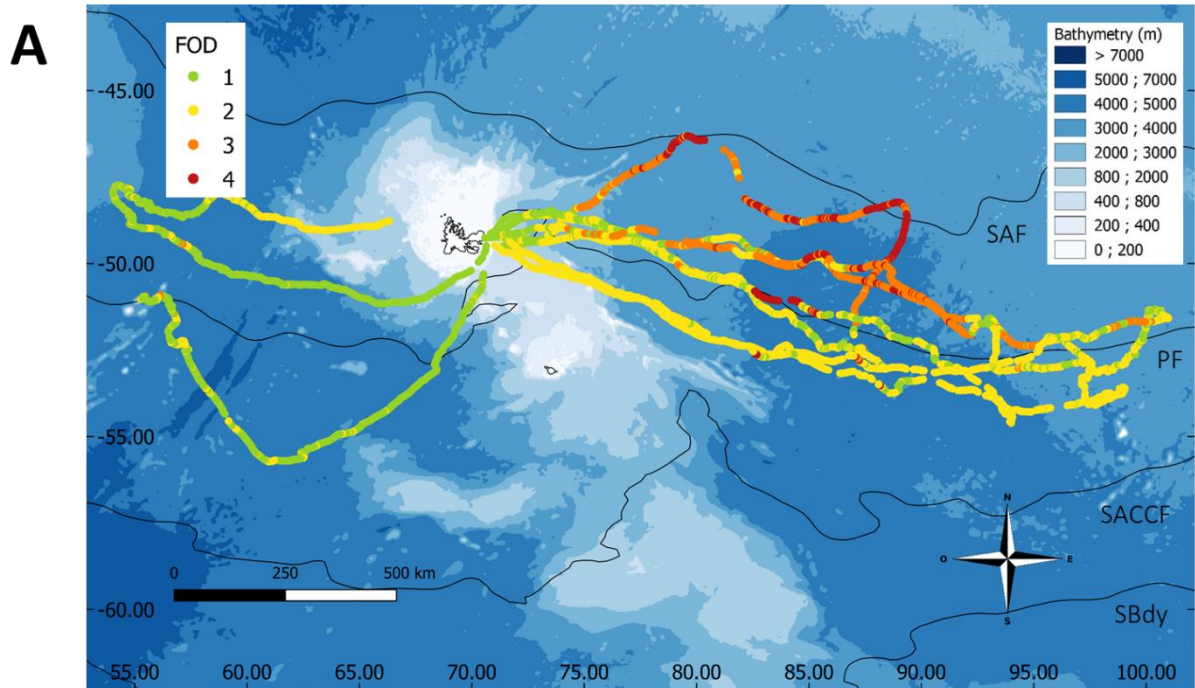 A
FOD
1
2
3
4
Bathymetry (m)
> 7000
5000 ; 7000
4000 ; 5000
3000 ; 4000
2000 ; 3000
800 ; 2000
400 ; 800
200 ; 400
0 ; 200
-45.00
-50.00
-55.00
-60.00
SAF
PF
SACCF
SBdy
N
O
E
S
0 250 500 km
55.00 60.00 65.00 70.00 75.00 80.00 85.00 90.00 95.00 100.00